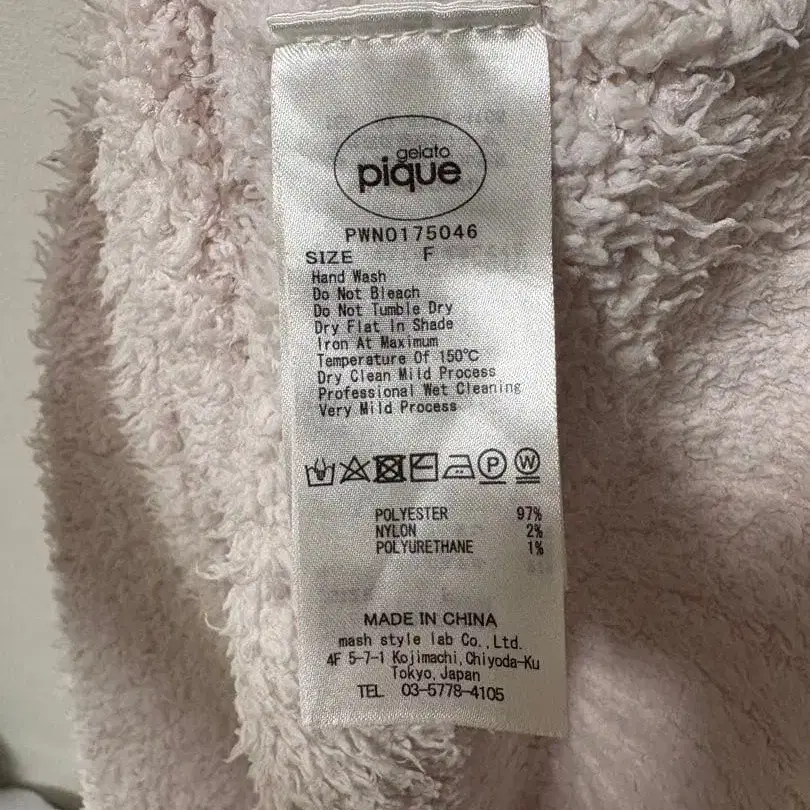 gelato
pique
PWN0175046
SIZE F
Hand Wash
Do Not Bleach
Do Not Tumble Dry
Dry Flat In Shade
Iron At Maximum
Temperature Of 150℃
Dry Clean Mild Process
Professional Wet Cleaning
Very Mild Process
P W
POLYESTER 97%
NYLON 2%
POLYURETHANE 1%
MADE IN CHINA
mash style lab Co.,Ltd.
4F 5-7-1 Kojimachi,Chiyoda-Ku
Tokyo,Japan
TEL 03-5778-4105